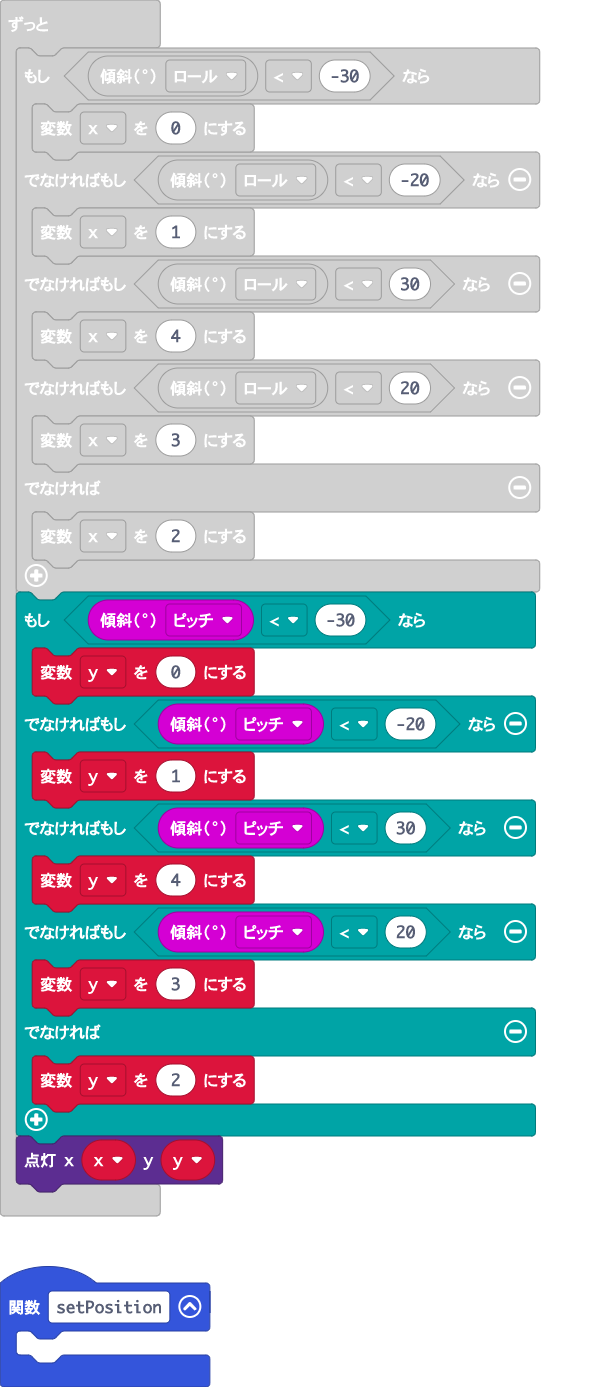 ずっと
もし 傾斜(°) ロール < -30 なら
変数 x を 0 にする
でなければもし 傾斜(°) ロール < -20 なら
変数 x を 1 にする
でなければもし 傾斜(°) ロール < 30 なら
変数 x を 4 にする
でなければもし 傾斜(°) ロール < 20 なら
変数 x を 3 にする
でなければ
変数 x を 2 にする
もし 傾斜(°) ピッチ < -30 なら
変数 y を 0 にする
でなければもし 傾斜(°) ピッチ < -20 なら
変数 y を 1 にする
でなければもし 傾斜(°) ピッチ < 30 なら
変数 y を 4 にする
でなければもし 傾斜(°) ピッチ < 20 なら
変数 y を 3 にする
でなければ
変数 y を 2 にする
点灯 x x y y
関数 setPosition